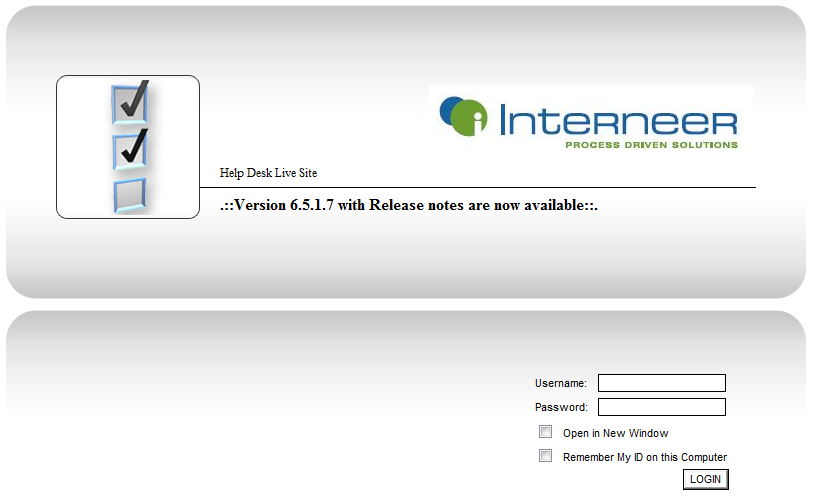 Interneer
PROCESS DRIVEN SOLUTIONS
Help Desk Live Site
.::Version 6.5.1.7 with Release notes are now available::.
Username:
Password:
Open in New Window
Remember My ID on this Computer
LOGIN